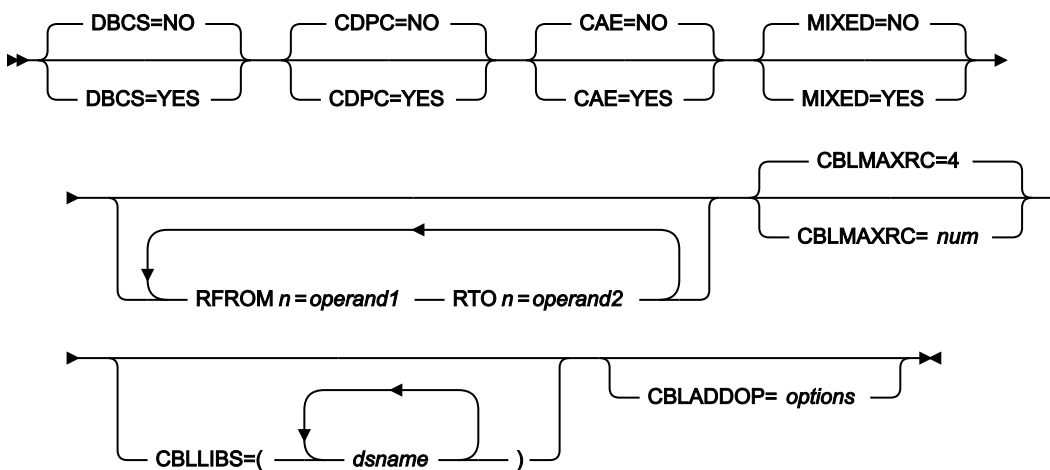 DBCS=NO CDPC=NO CAE=NO MIXED=NO
DBCS=YES CDPC=YES CAE=YES MIXED=YES
CBLMAXRC=4
CBLMAXRC= num
RFROM n=operand1 RTO n=operand2
CBLADDOP= options
CBLLIBS=( dsname )